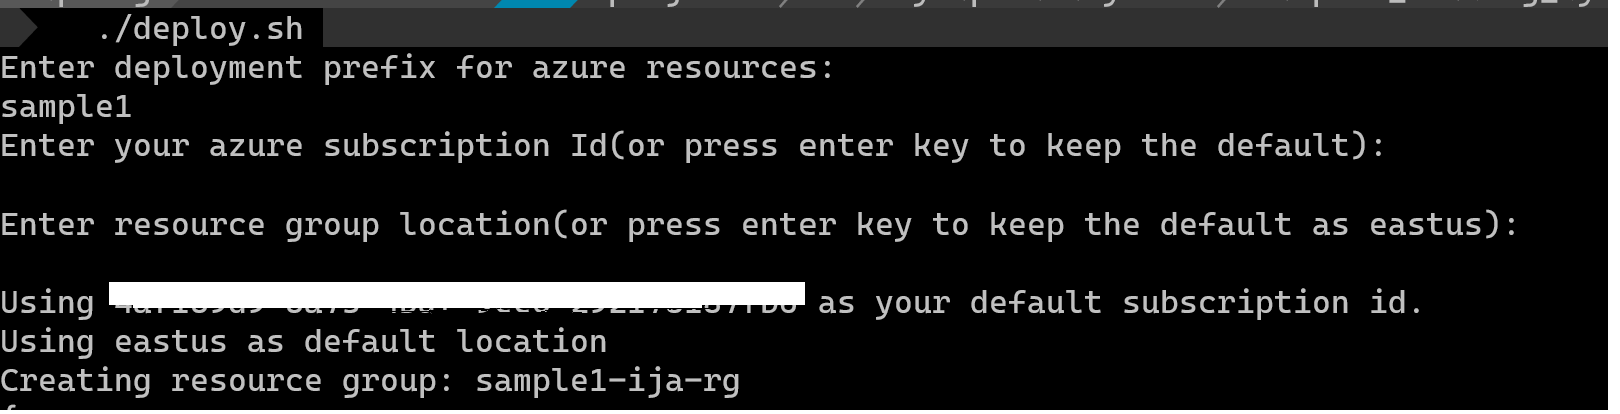 ./deploy.sh
Enter deployment prefix for azure resources:
sample1
Enter your azure subscription Id(or press enter key to keep the default):
Enter resource group location(or press enter key to keep the default as eastus):
Using as your default subscription id.
Using eastus as default location
Creating resource group: sample1-ija-rg